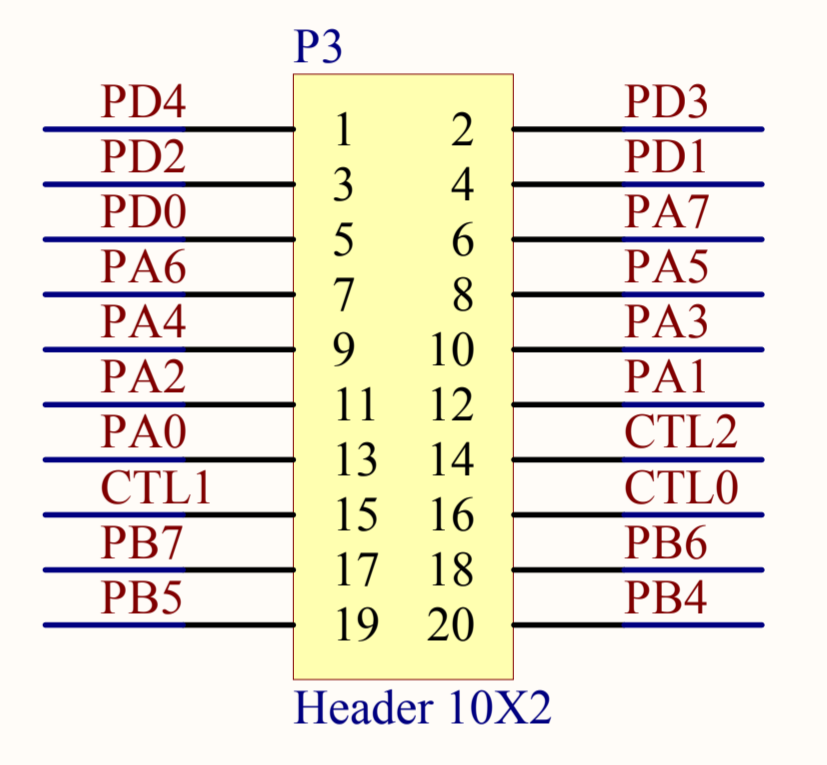 P3
PD4 1 2 PD3
PD2 3 4 PD1
PD0 5 6 PA7
PA6 7 8 PA5
PA4 9 10 PA3
PA2 11 12 PA1
PA0 13 14 CTL2
CTL1 15 16 CTL0
PB7 17 18 PB6
PB5 19 20 PB4
Header 10X2